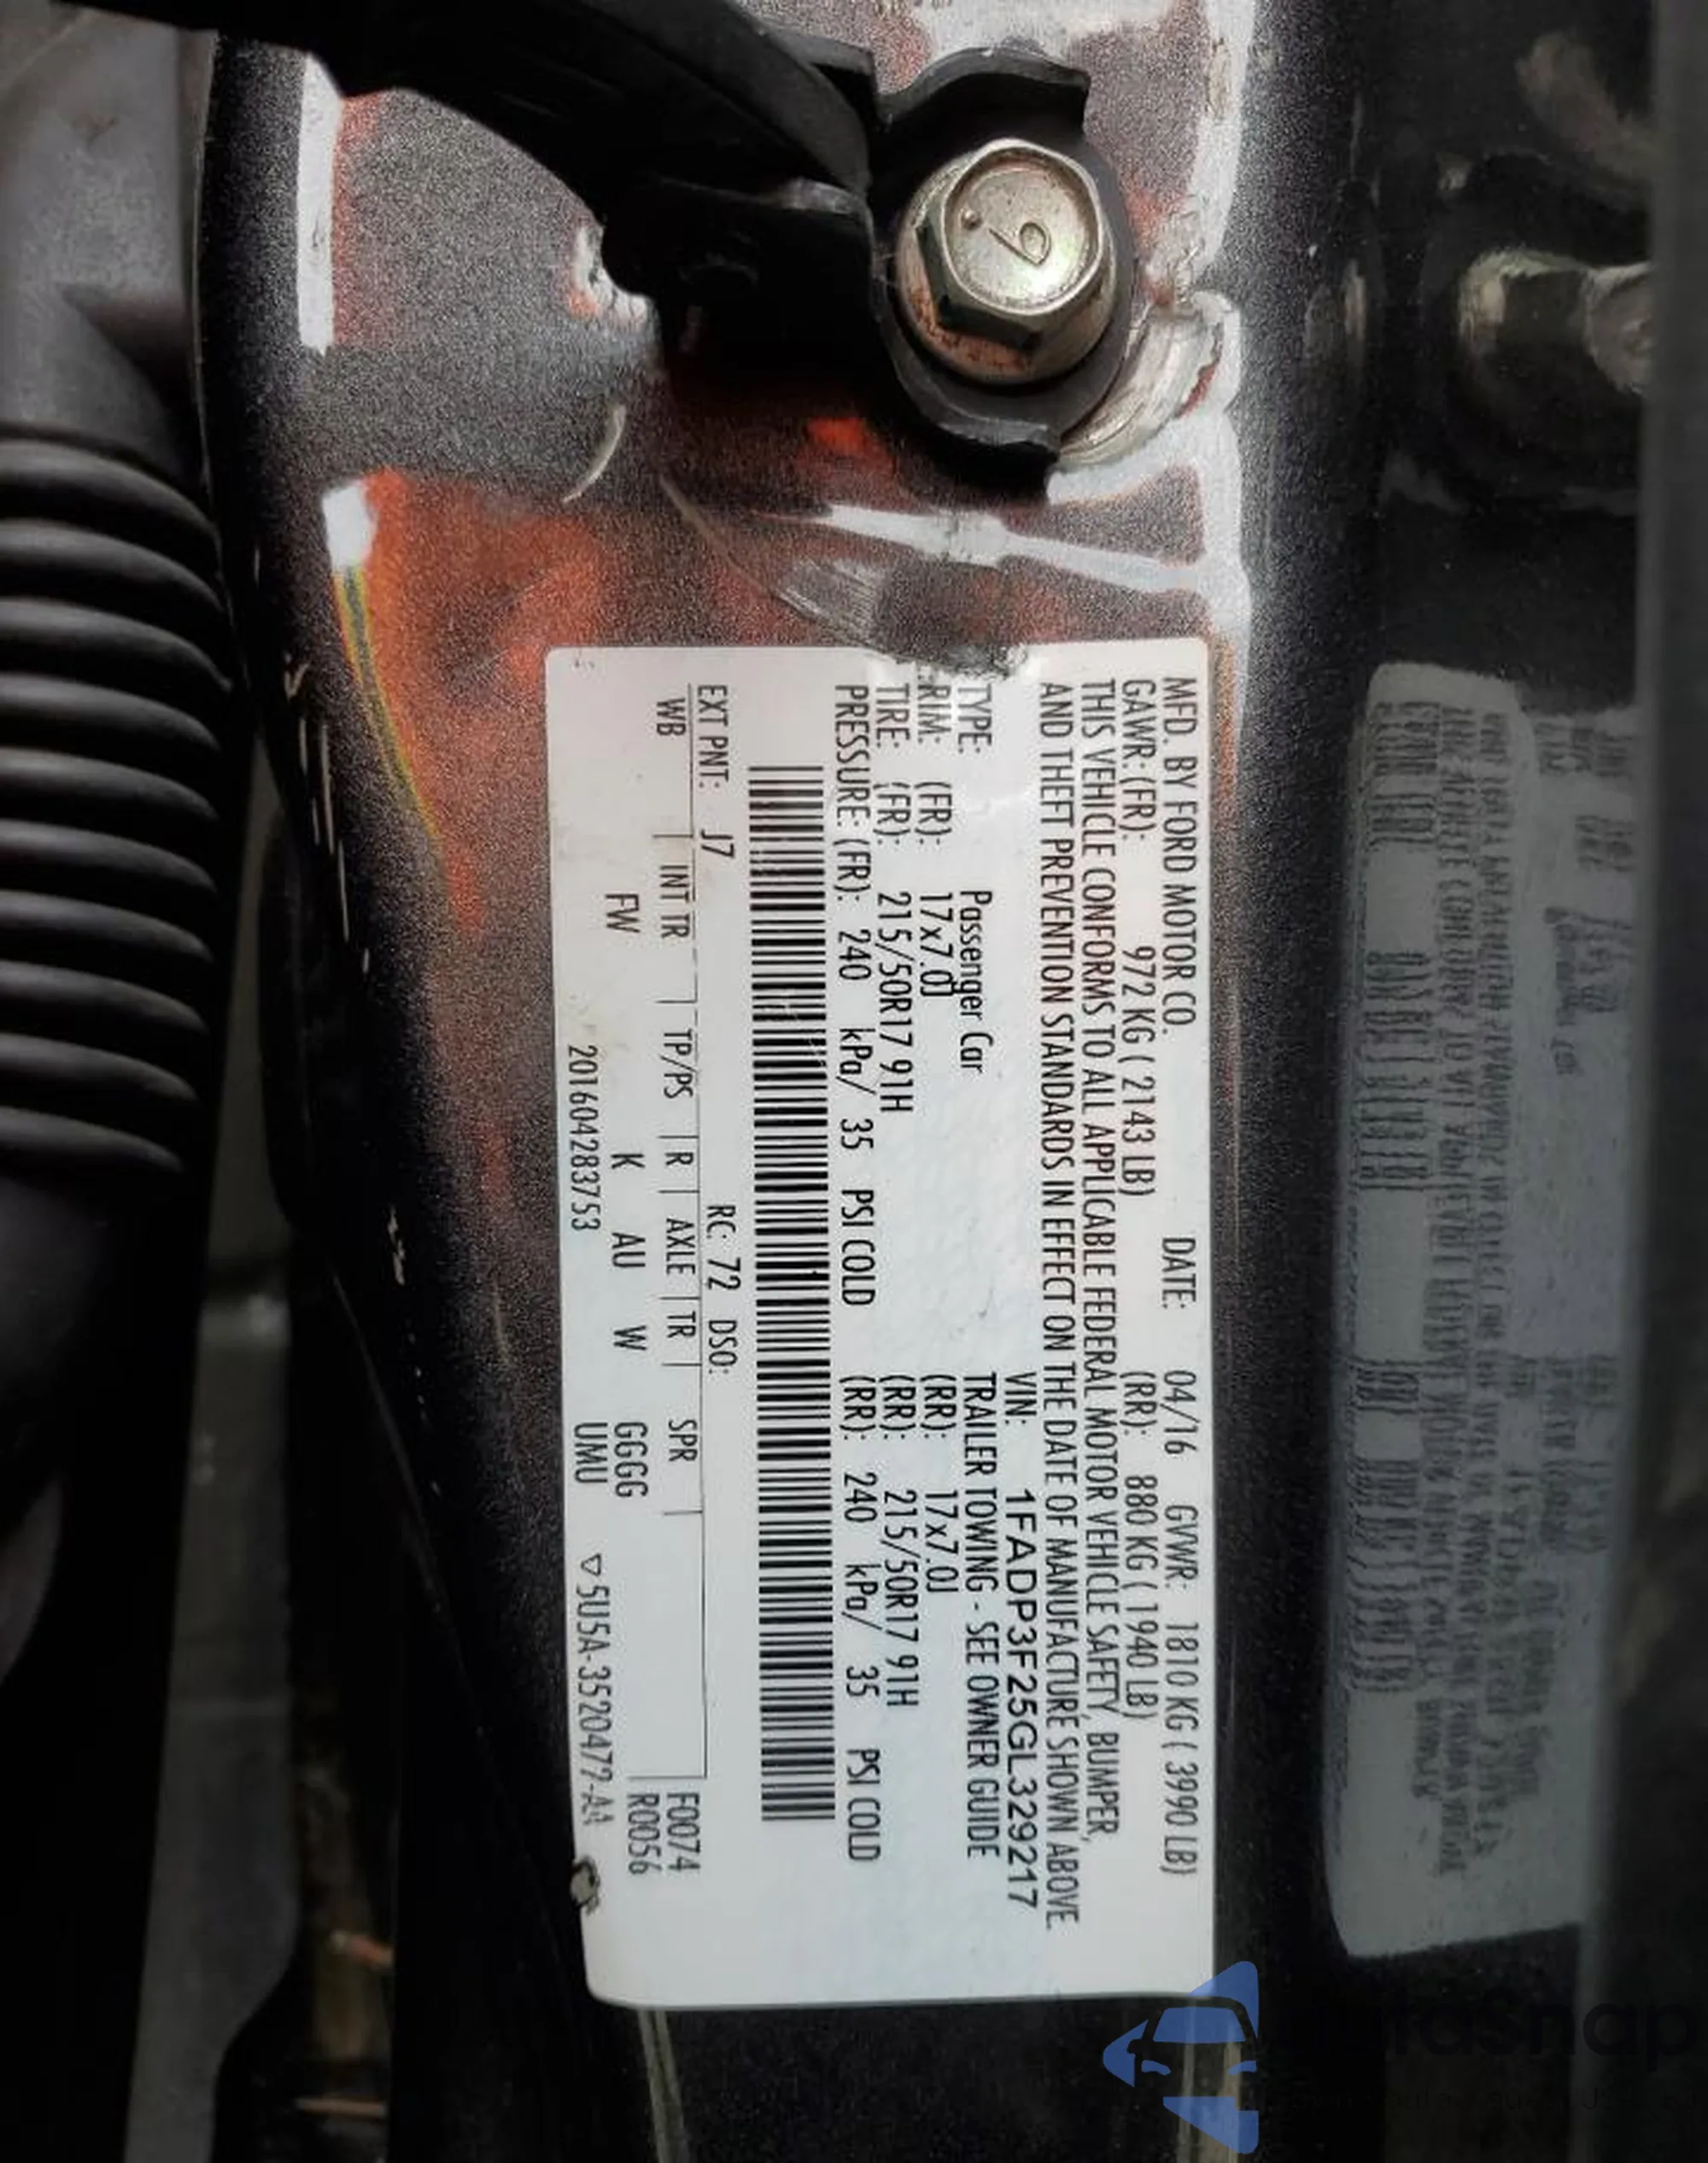 MFD. BY FORD MOTOR CO. DATE: 04/16 GVWR: 1810 KG ( 3990 LB)
GAWR: (FR): 972 KG ( 2143 LB) (RR): 880 KG ( 1940 LB)
THIS VEHICLE CONFORMS TO ALL APPLICABLE FEDERAL MOTOR VEHICLE SAFETY, BUMPER,
AND THEFT PREVENTION STANDARDS IN EFFECT ON THE DATE OF MANUFACTURE SHOWN ABOVE.
VIN: 1FADP3F25GL329217
TYPE: Passenger Car TRAILER TOWING - SEE OWNER GUIDE
RIM: (FR): 17x7.0J (RR): 17x7.0J
TIRE: (FR): 215/50R17 91H (RR): 215/50R17 91H
PRESSURE: (FR): 240 kPa/ 35 PSI COLD (RR): 240 kPa/ 35 PSI COLD
EXT PNT: J7 RC: 72 DSO:
WB INT TR TP/PS R AXLE TR SPR F0074
FW K AU W GGGG R0056
201604283753 UMU ▽5U5A-3520472-AA